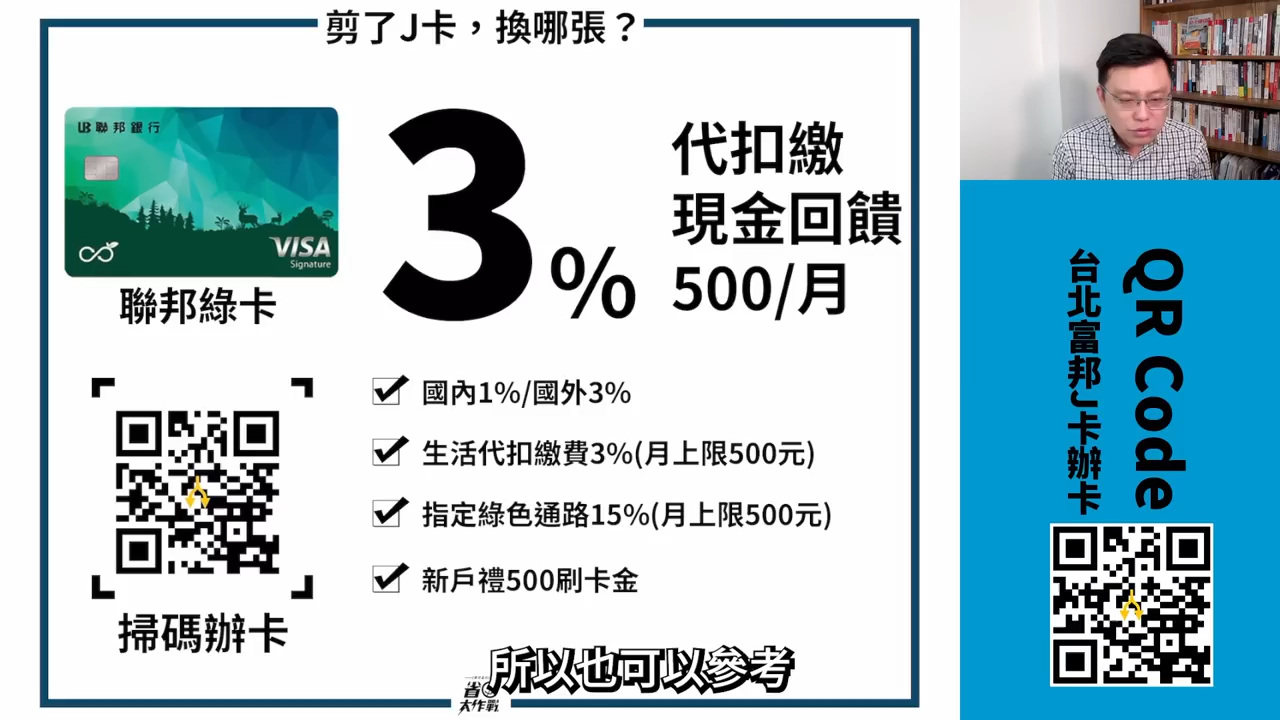 剪了J卡，換哪張？
聯邦銀行
VISA
Signature
聯邦綠卡
3%
代扣繳
現金回饋
500/月
國內1%/國外3%
生活代扣繳費3%(月上限500元)
指定綠色通路15%(月上限500元)
新戶禮500刷卡金
掃碼辦卡
所以也可以參考
大作戰
QR Code
台北富邦J卡辦卡